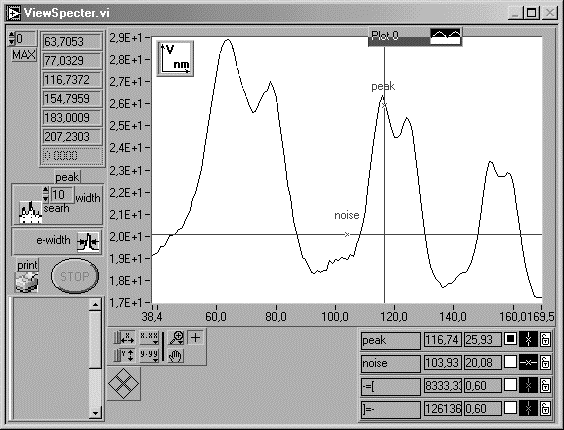 ViewSpecter.vi
0
MAX
63,7053
77,0329
116,7372
154,7959
183,0009
207,2303
0 0000
peak
10
width
searh
e-width
print
STOP
Plot 0
V
nm
2,9E+1
2,8E+1
2,7E+1
2,6E+1
2,5E+1
2,4E+1
2,3E+1
2,2E+1
2,1E+1
2,0E+1
1,9E+1
1,8E+1
1,7E+1
peak
noise
38,4 60,0 80,0 100,0 120,0 140,0 160,0169,5
X x.xx
Y y.yy
peak 116,74 25,93
noise 103,93 20,08
-=[ 8333,33 0,60
]=- 126136 0,60